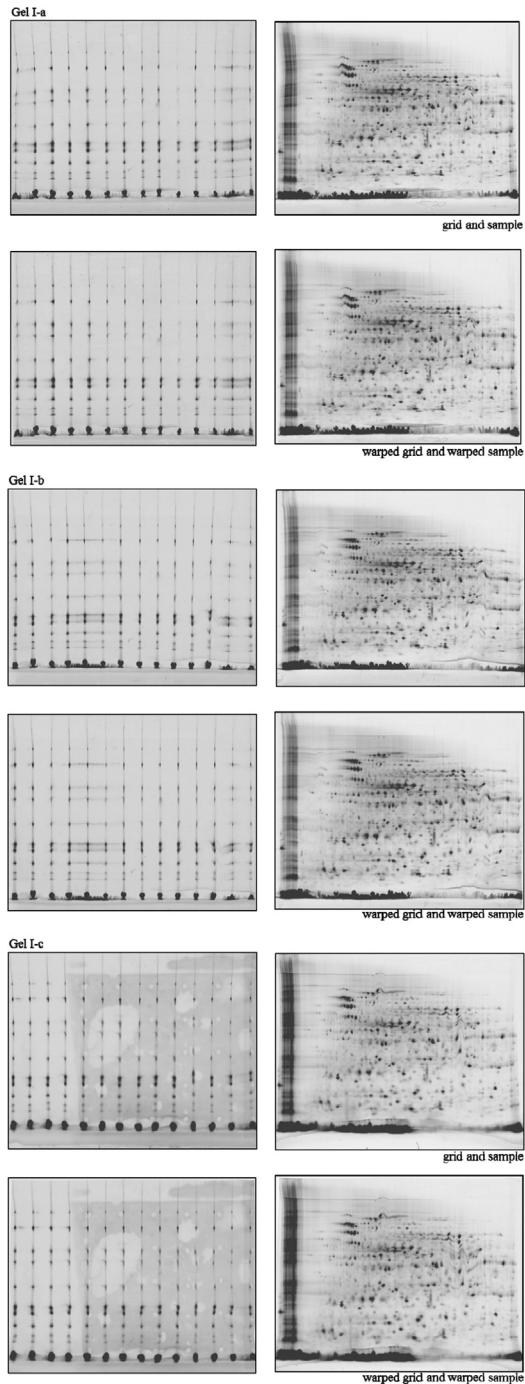 Gel I-a
grid and sample
warped grid and warped sample
Gel I-b
warped grid and warped sample
Gel I-c
grid and sample
warped grid and warped sample